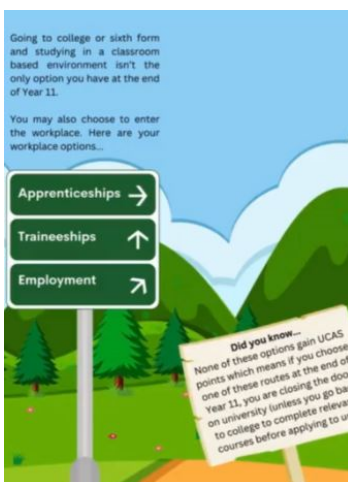 Going to college or sixth form
and studying in a classroom
based environment isn't the
only option you have at the end
of Year 11.
You may also choose to enter
the workplace. Here are your
workplace options...
Apprenticeships →
Traineeships ↑
Employment ↗
Did you know...
None of these options gain UCAS
points which means if you choose
one of these routes at the end of
Year 11, you are closing the
on university (unless you go
to college to complete
courses before applying to